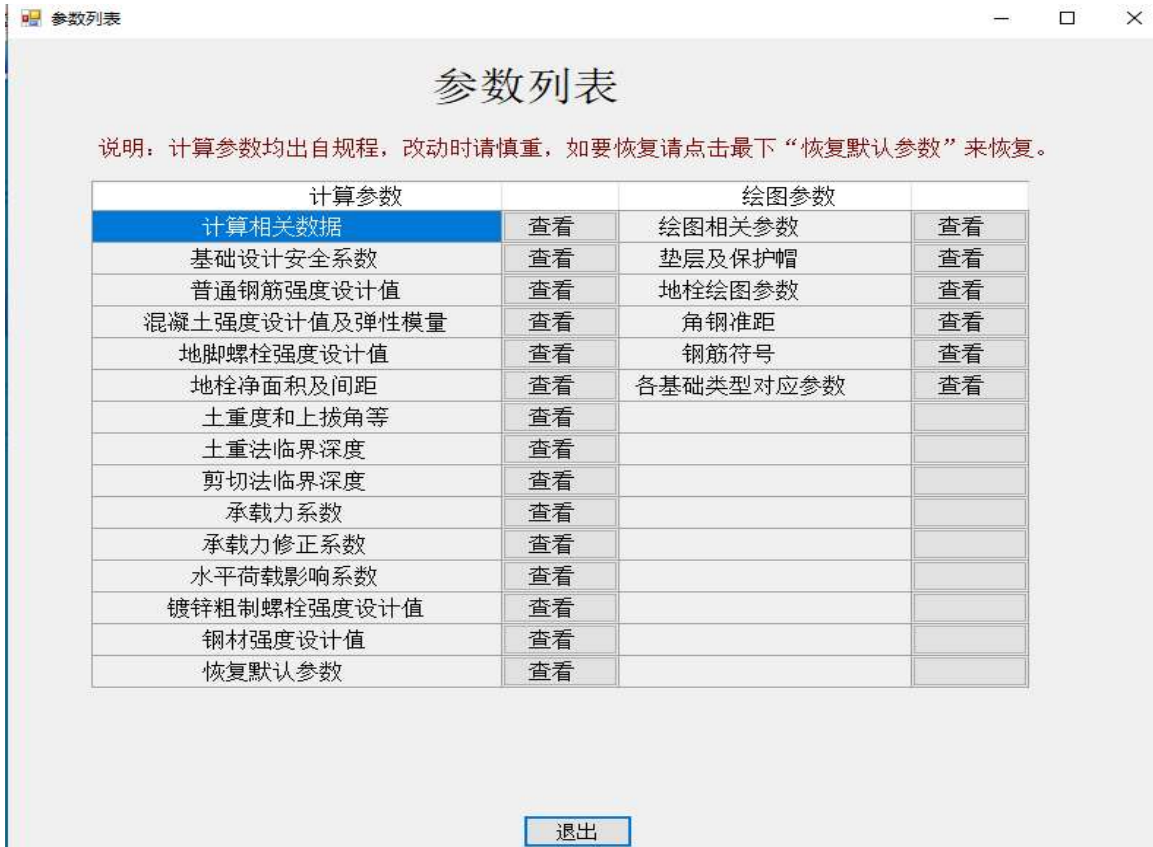 参数列表
参数列表
说明：计算参数均出自规程，改动时请慎重，如要恢复请点击最下“恢复默认参数”来恢复。
计算参数 绘图参数
计算相关数据 查看 绘图相关参数 查看
基础设计安全系数 查看 垫层及保护帽 查看
普通钢筋强度设计值 查看 地栓绘图参数 查看
混凝土强度设计值及弹性模量 查看 角钢准距 查看
地脚螺栓强度设计值 查看 钢筋符号 查看
地栓净面积及间距 查看 各基础类型对应参数 查看
土重度和上拔角等 查看
土重法临界深度 查看
剪切法临界深度 查看
承载力系数 查看
承载力修正系数 查看
水平荷载影响系数 查看
镀锌粗制螺栓强度设计值 查看
钢材强度设计值 查看
恢复默认参数 查看
退出